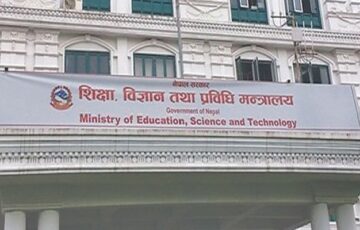 नेपाल सरकार
शिक्षा, विज्ञान तथा प्रविधि मन्त्रालय
Government of Nepal
Ministry of Education, Science and Technology